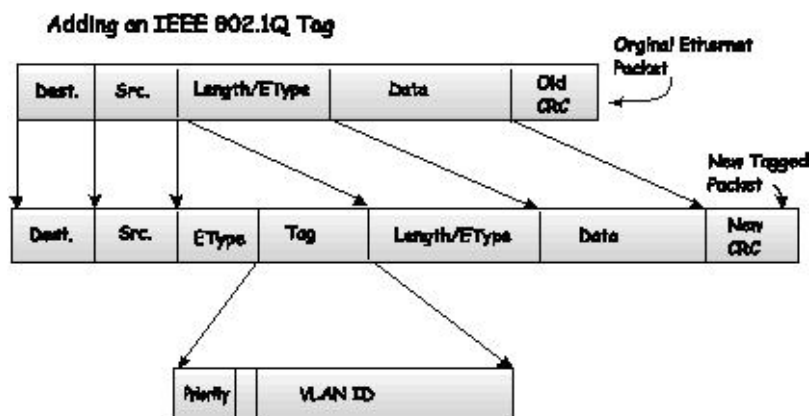 Adding an IEEE 802.1Q Tag
Orginal Ethernet
Packet
Dest.
Src.
Length/EType
Data
Old
CRC
New Tagged
Packet
Dest.
Src.
EType
Tag
Length/EType
Data
New
CRC
Priority
VLAN ID